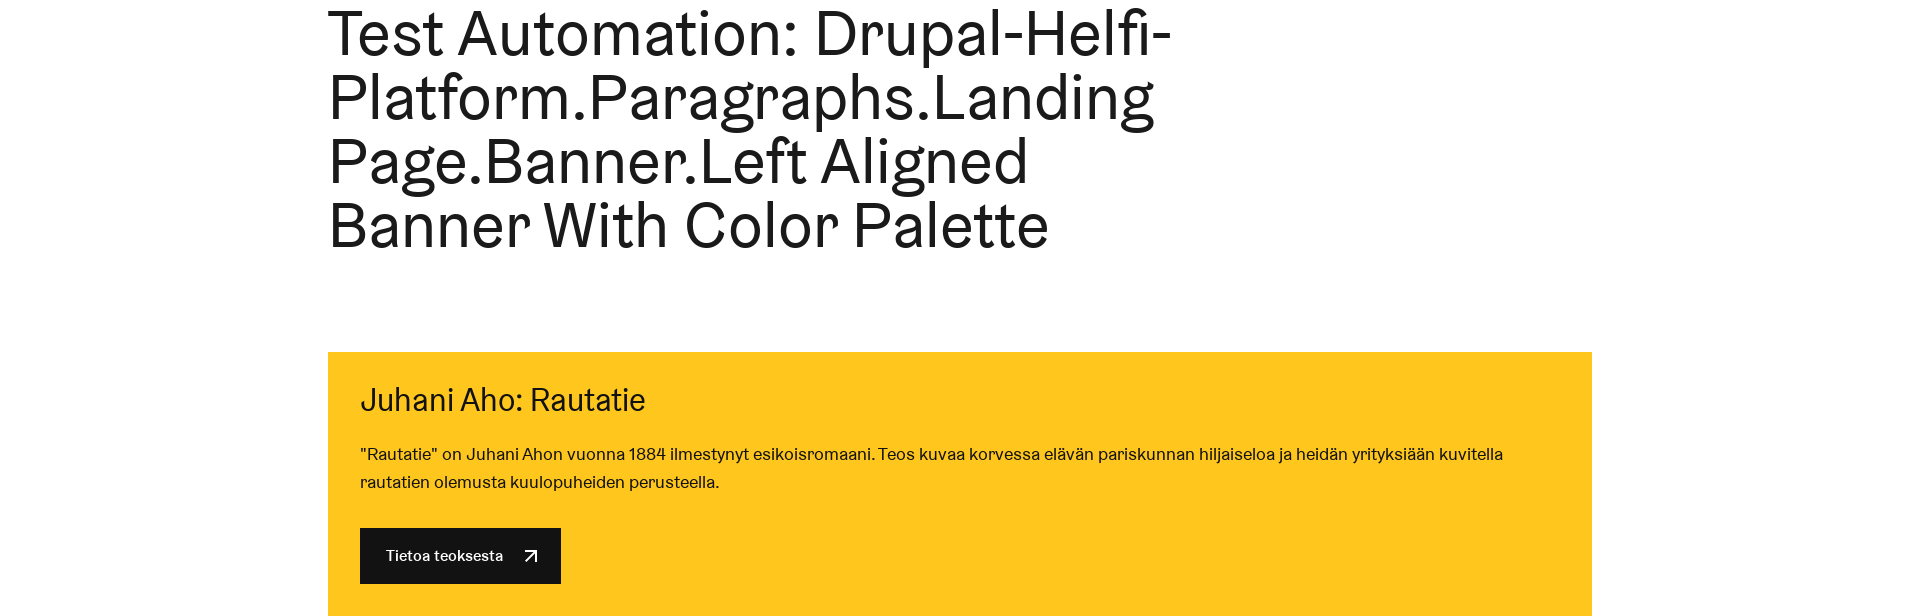 Test Automation: Drupal-Helfi-
Platform.Paragraphs.Landing
Page.Banner.Left Aligned
Banner With Color Palette
Juhani Aho: Rautatie
"Rautatie" on Juhani Ahon vuonna 1884 ilmestynyt esikoisromaani. Teos kuvaa korvessa elävän pariskunnan hiljaiseloa ja heidän yrityksiään kuvitella
rautatien olemusta kuulopuheiden perusteella.
Tietoa teoksesta